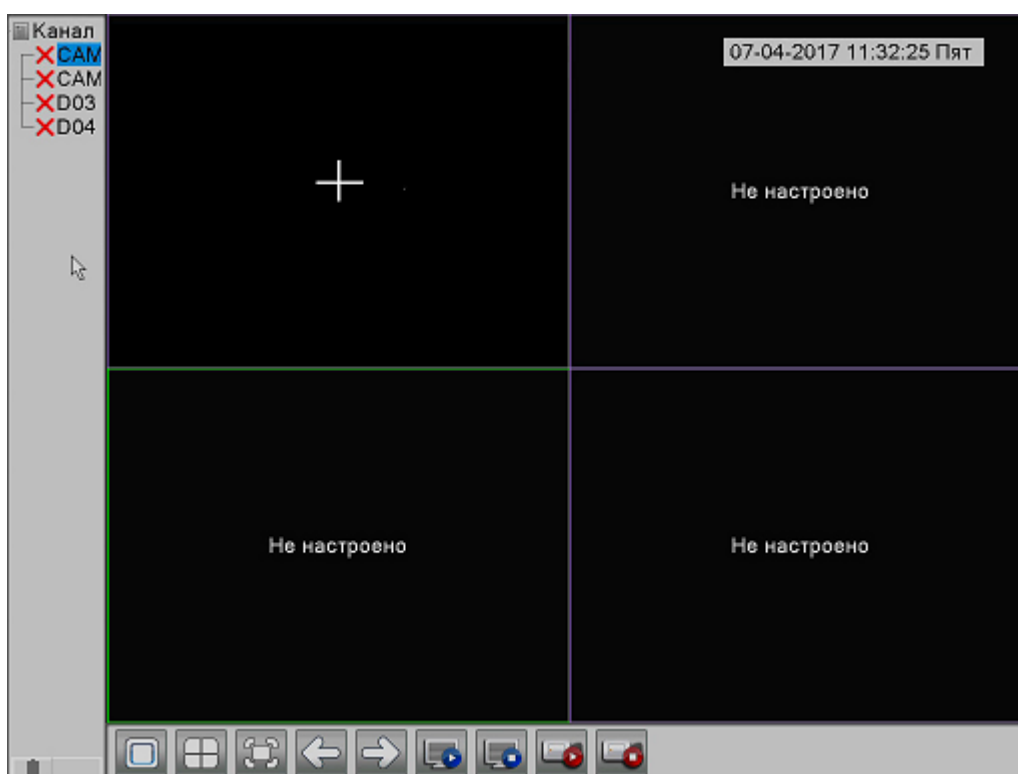 Канал
CAM
CAM
D03
D04
07-04-2017 11:32:25 Пят
Не настроено
Не настроено
Не настроено